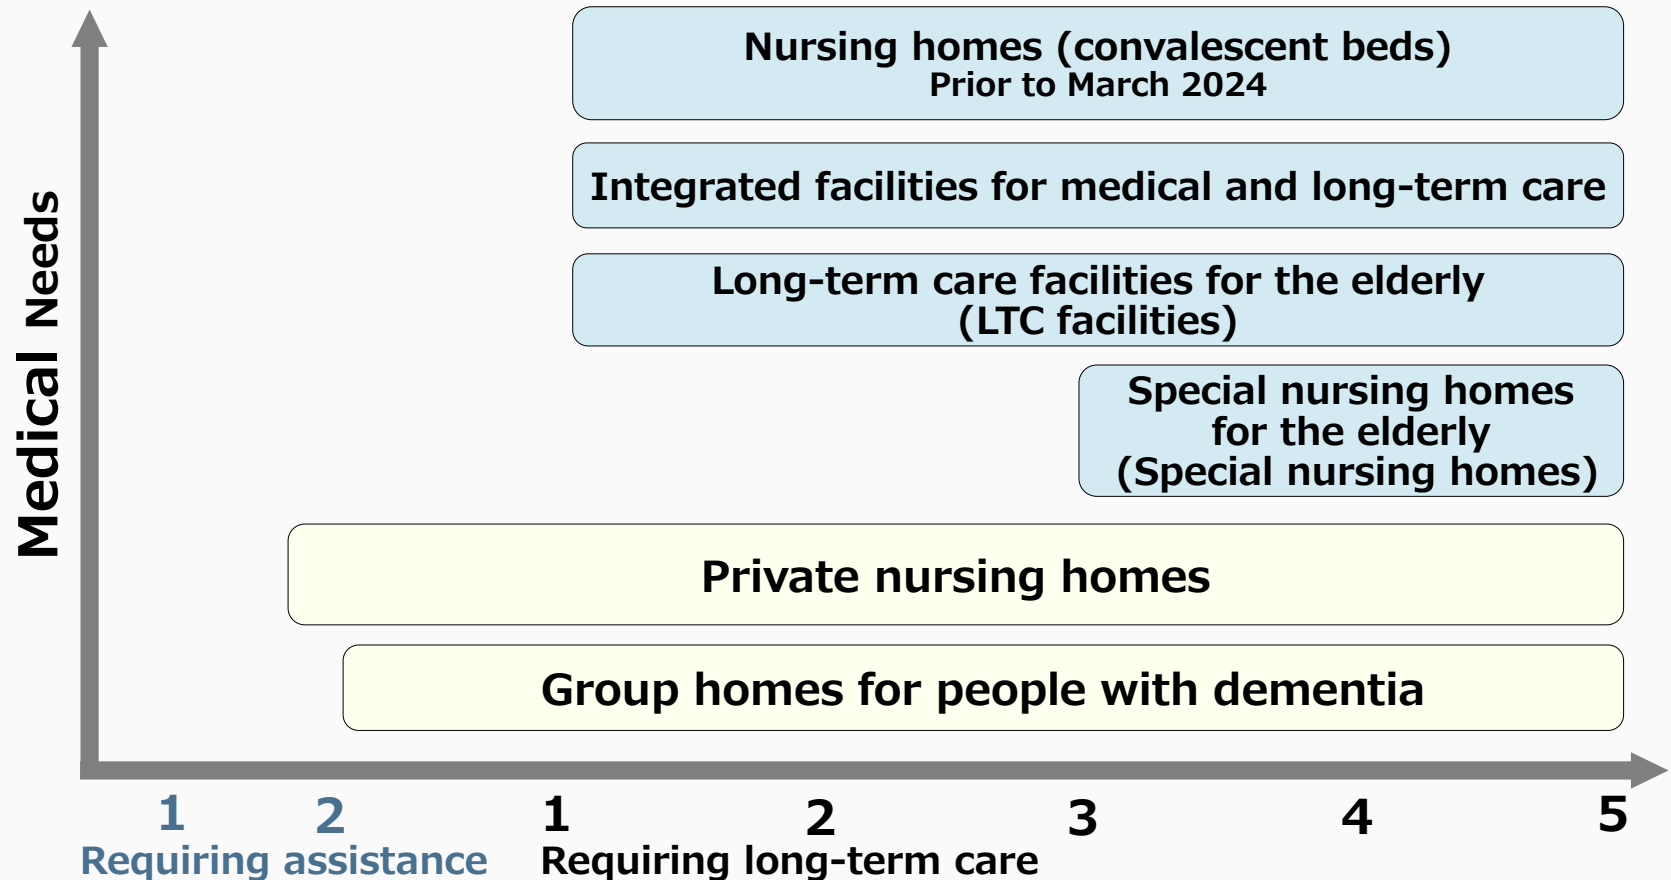 Nursing homes (convalescent beds)
Prior to March 2024
Integrated facilities for medical and long-term care
Long-term care facilities for the elderly
(LTC facilities)
Special nursing homes
for the elderly
(Special nursing homes)
Private nursing homes
Group homes for people with dementia
Medical Needs
1 2 1 2 3 4 5
Requiring assistance Requiring long-term care